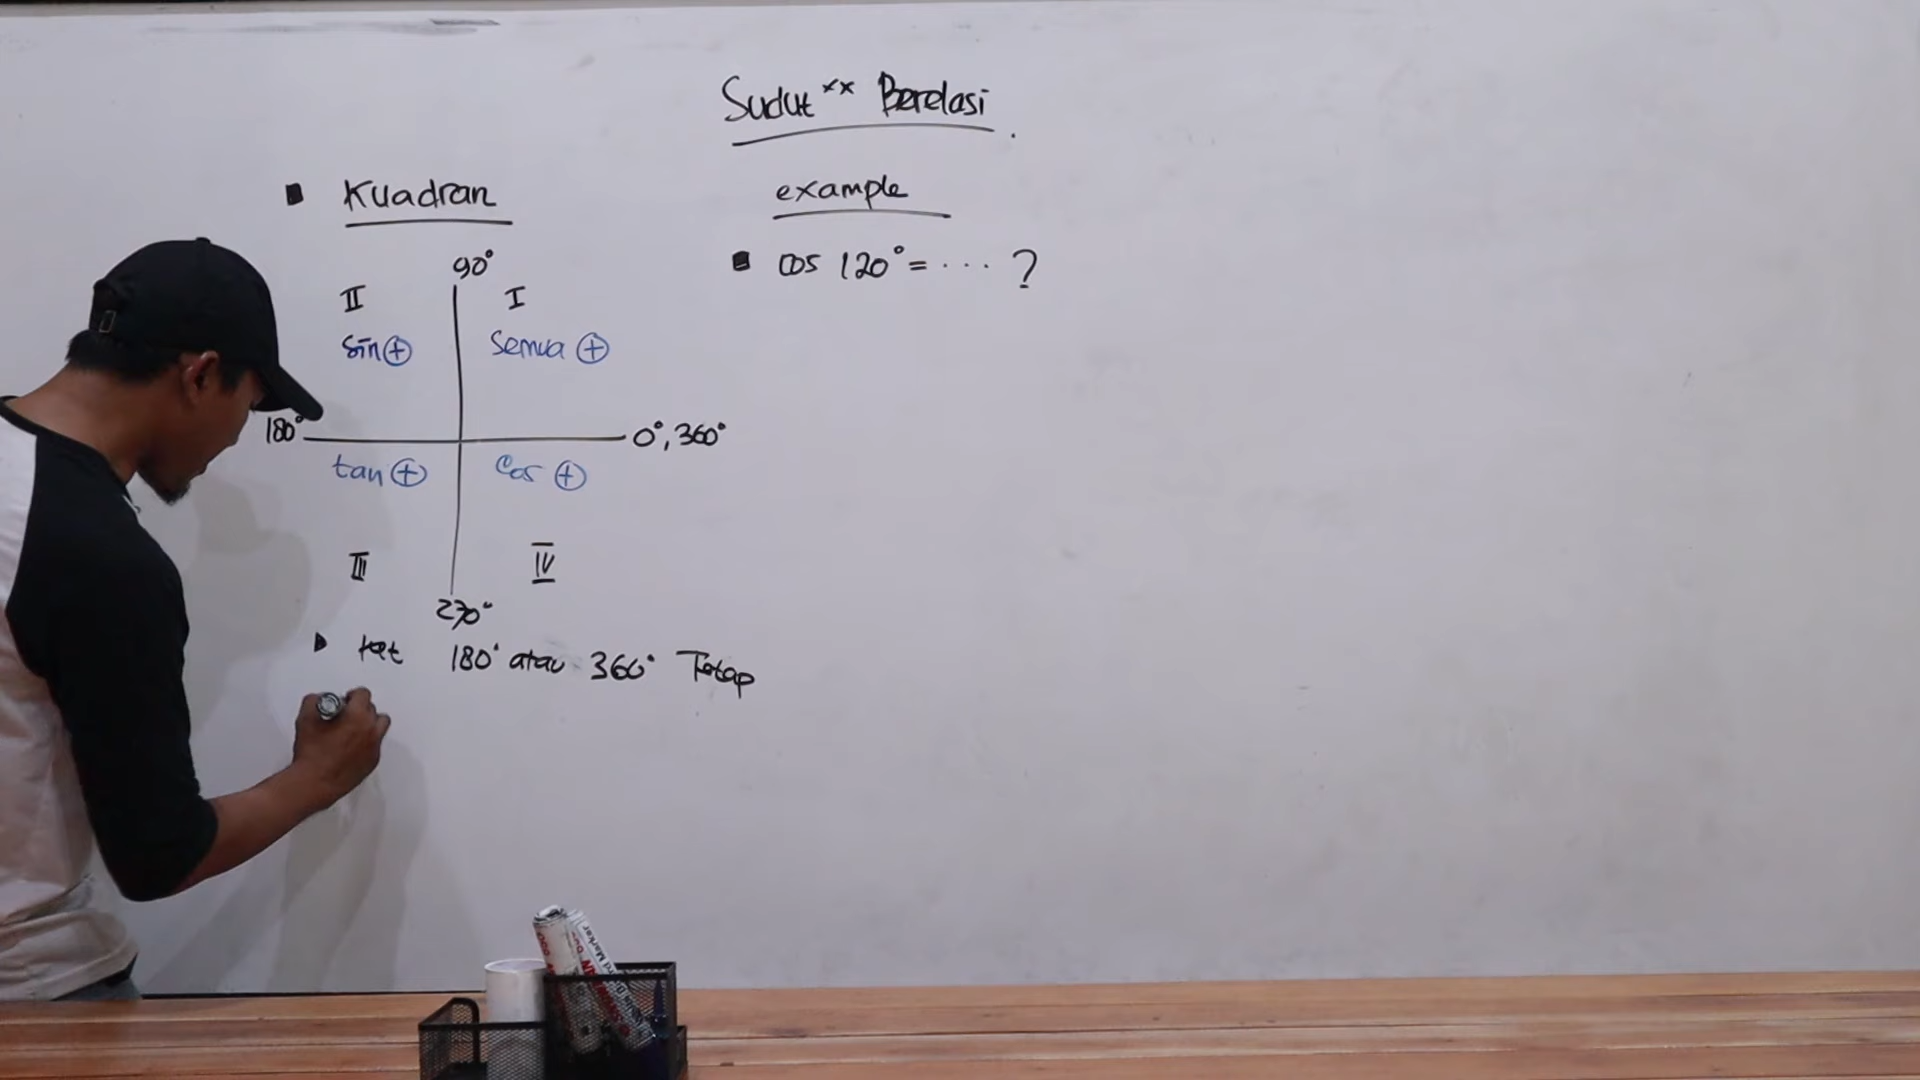 Sudut ** Berelasi
Kuadran
90°
II
I
Sin +
Semua +
180°
0°, 360°
tan +
Cos +
III
IV
270°
180° atau 360° Tetap
example
cos 120° = ... ?